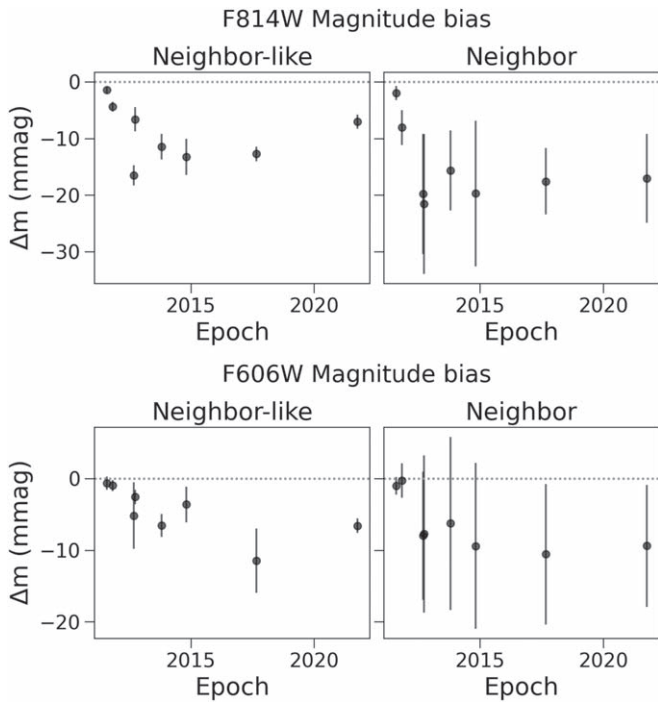 F814W Magnitude bias
Neighbor-like Neighbor
0
−10
−20
−30
Δm (mmag)
2015 2020 2015 2020
Epoch Epoch
F606W Magnitude bias
Neighbor-like Neighbor
0
−10
−20
Δm (mmag)
2015 2020 2015 2020
Epoch Epoch